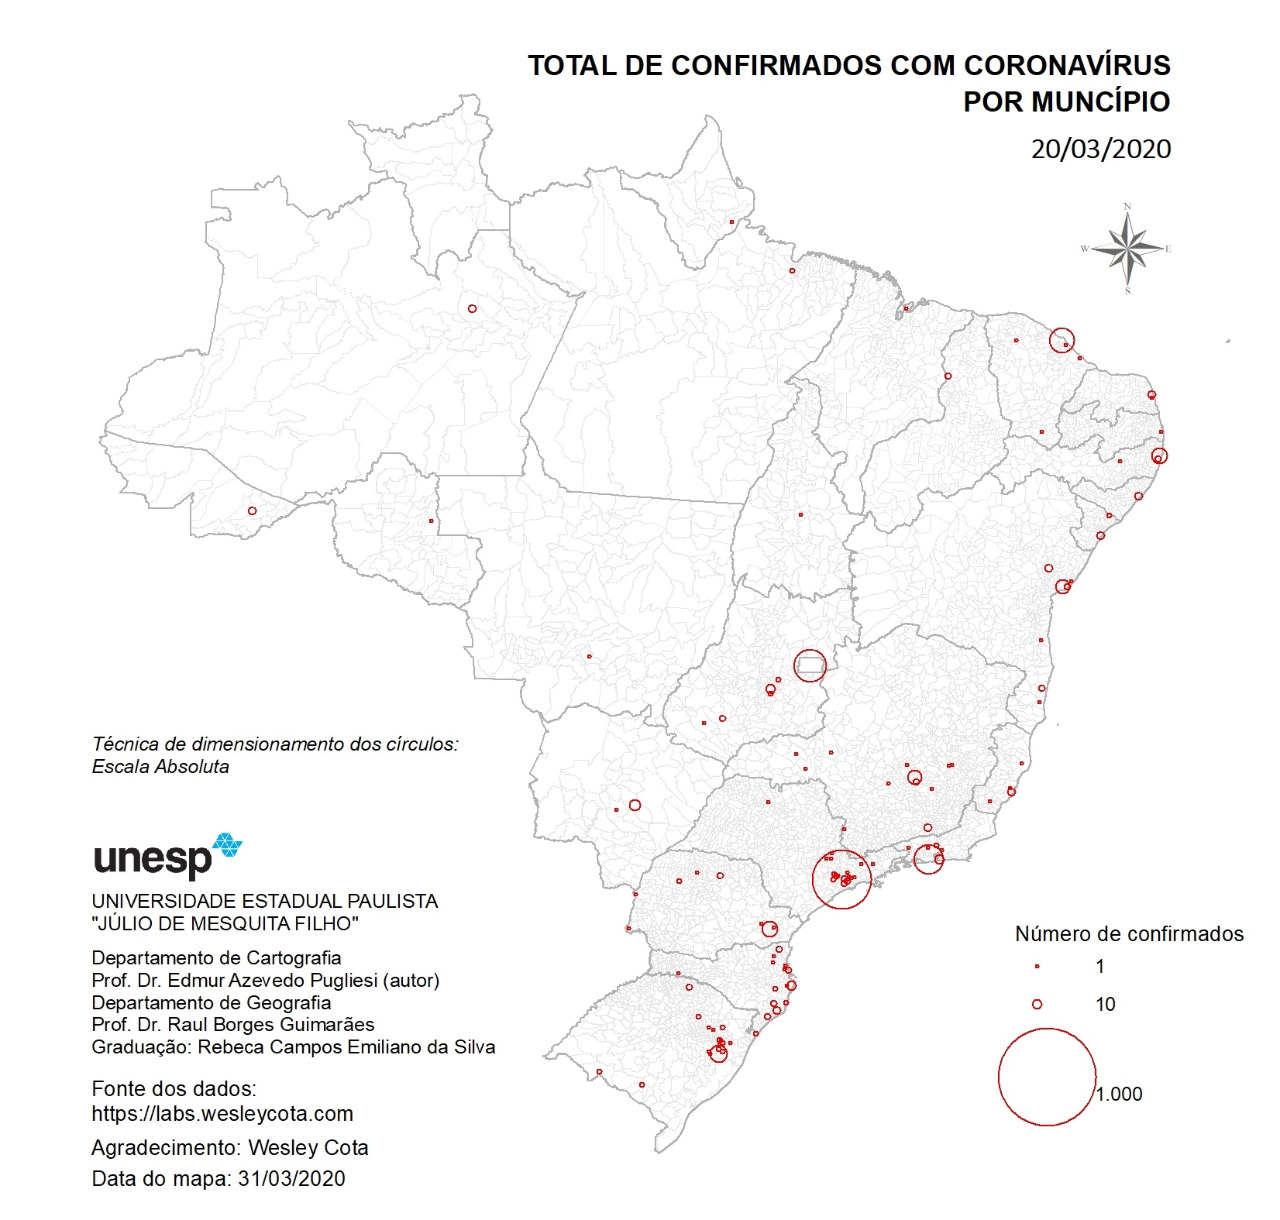 TOTAL DE CONFIRMADOS COM CORONAVÍRUS
POR MUNCÍPIO
20/03/2020
N
W
E
S
Técnica de dimensionamento dos círculos:
Escala Absoluta
unesp
UNIVERSIDADE ESTADUAL PAULISTA
"JÚLIO DE MESQUITA FILHO"
Departamento de Cartografia
Prof. Dr. Edmur Azevedo Pugliesi (autor)
Departamento de Geografia
Prof. Dr. Raul Borges Guimarães
Graduação: Rebeca Campos Emiliano da Silva
Fonte dos dados:
https://labs.wesleycota.com
Agradecimento: Wesley Cota
Data do mapa: 31/03/2020
Número de confirmados
1
10
1.000